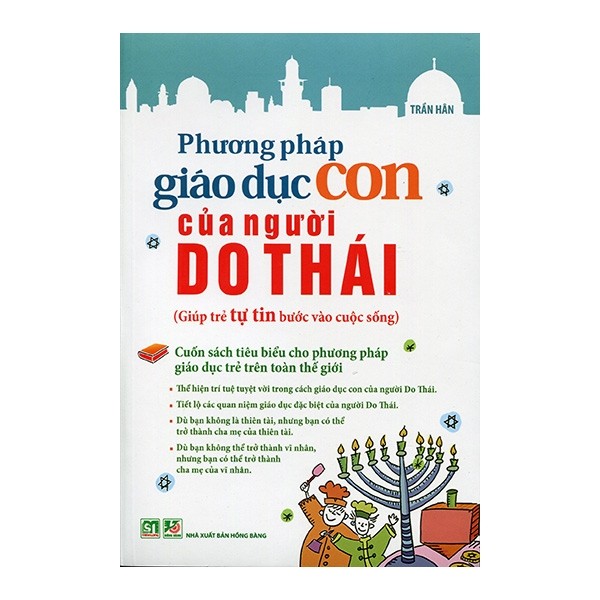 TRẦN HÂN
Phương pháp
giáo dục con
của người
DO THÁI
(Giúp trẻ tự tin bước vào cuộc sống)
Cuốn sách tiêu biểu cho phương pháp
giáo dục trẻ trên toàn thế giới
• Thể hiện trí tuệ tuyệt vời trong cách giáo dục con của người Do Thái.
• Tiết lộ các quan niệm giáo dục đặc biệt của người Do Thái.
• Dù bạn không là thiên tài, nhưng bạn có thể
trở thành cha mẹ của thiên tài.
• Dù bạn không thể trở thành vĩ nhân,
nhưng bạn có thể trở thành
cha mẹ của vĩ nhân.
NHÀ XUẤT BẢN HỒNG BÀNG